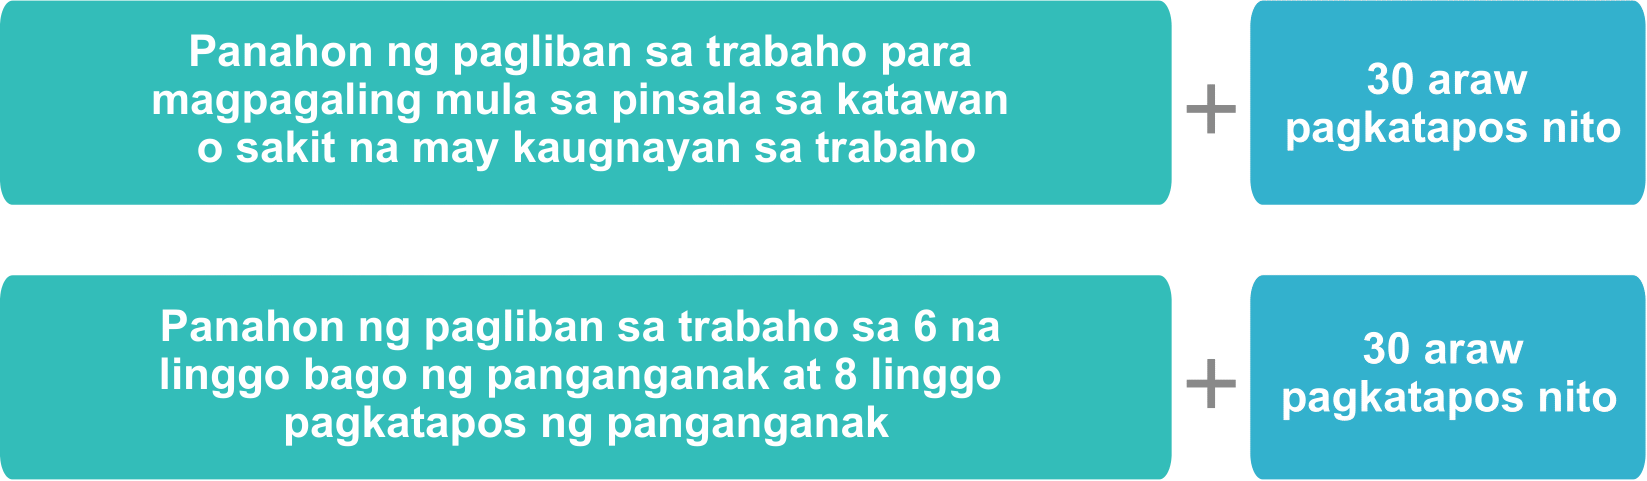 Panahon ng pagliban sa trabaho para
magpagaling mula sa pinsala sa katawan
o sakit na may kaugnayan sa trabaho
+
30 araw
pagkatapos nito
Panahon ng pagliban sa trabaho sa 6 na
linggo bago ng panganganak at 8 linggo
pagkatapos ng panganganak
+
30 araw
pagkatapos nito